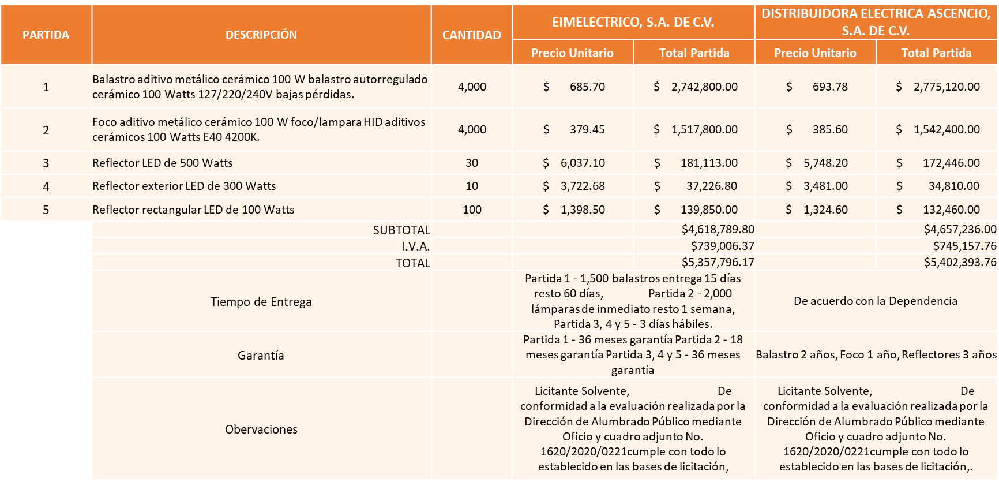 PARTIDA DESCRIPCIÓN CANTIDAD EIMELECTRICO, S.A. DE C.V. DISTRIBUIDORA ELECTRICA ASCENCIO,
S.A. DE C.V.
Precio Unitario Total Partida Precio Unitario Total Partida
1 Balastro aditivo metálico cerámico 100 W balastro autorregulado
cerámico 100 Watts 127/220/240V bajas pérdidas. 4,000 $ 685.70 $ 2,742,800.00 $ 693.78 $ 2,775,120.00
2 Foco aditivo metálico cerámico 100 W foco/lampara HID aditivos
cerámicos 100 Watts E40 4200K. 4,000 $ 379.45 $ 1,517,800.00 $ 385.60 $ 1,542,400.00
3 Reflector LED de 500 Watts 30 $ 6,037.10 $ 181,113.00 $ 5,748.20 $ 172,446.00
4 Reflector exterior LED de 300 Watts 10 $ 3,722.68 $ 37,226.80 $ 3,481.00 $ 34,810.00
5 Reflector rectangular LED de 100 Watts 100 $ 1,398.50 $ 139,850.00 $ 1,324.60 $ 132,460.00
SUBTOTAL $4,618,789.80 $4,657,236.00
I.V.A. $739,006.37 $745,157.76
TOTAL $5,357,796.17 $5,402,393.76
Tiempo de Entrega
Partida 1 - 1,500 balastros entrega 15 días
resto 60 días, Partida 2 - 2,000
lámparas de inmediato resto 1 semana,
Partida 3, 4 y 5 - 3 días hábiles.
De acuerdo con la Dependencia
Garantía
Partida 1 - 36 meses garantía Partida 2 - 18
meses garantía Partida 3, 4 y 5 - 36 meses
garantía
Balastro 2 años, Foco 1 año, Reflectores 3 años
Obervaciones
Licitante Solvente, De
conformidad a la evaluación realizada por la
Dirección de Alumbrado Público mediante
Oficio y cuadro adjunto No.
1620/2020/0221cumple con todo lo
establecido en las bases de licitación,
Licitante Solvente, De
conformidad a la evaluación realizada por la
Dirección de Alumbrado Público mediante
Oficio y cuadro adjunto No.
1620/2020/0221cumple con todo lo
establecido en las bases de licitación,.